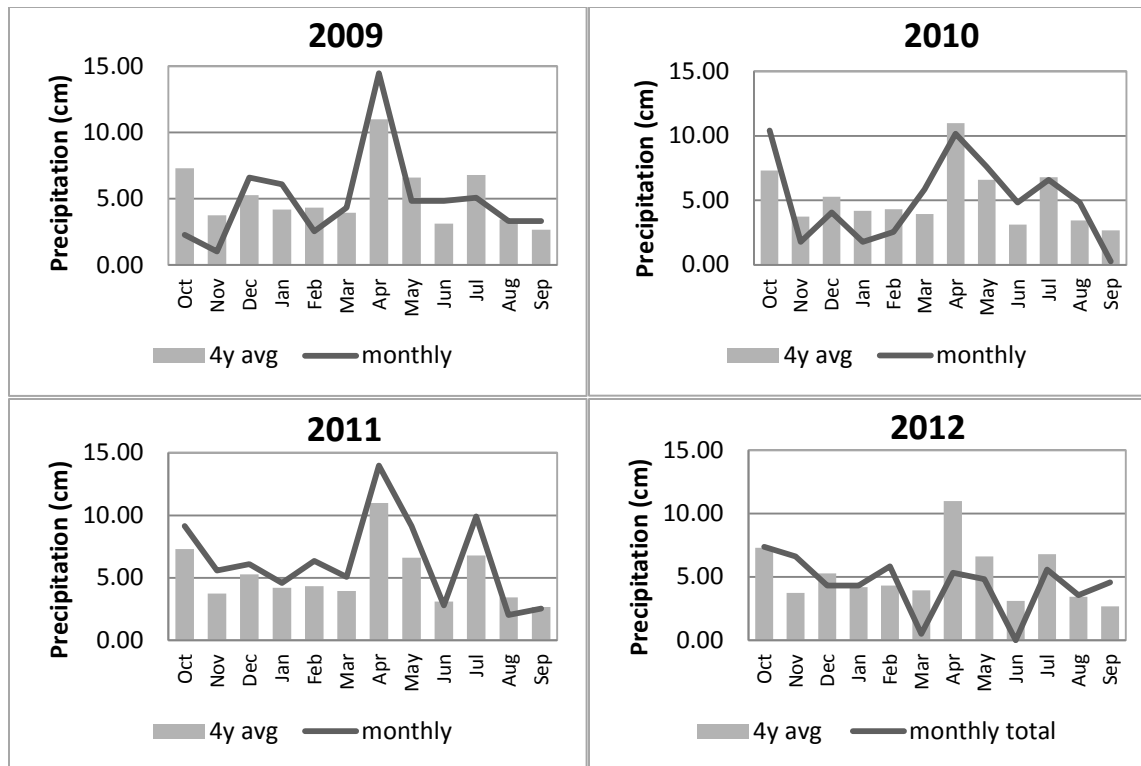 2009
Precipitation (cm)
15.00
10.00
5.00
0.00
Oct
Nov
Dec
Jan
Feb
Mar
Apr
May
Jun
Jul
Aug
Sep
4y avg
monthly
2010
Precipitation (cm)
15.00
10.00
5.00
0.00
Oct
Nov
Dec
Jan
Feb
Mar
Apr
May
Jun
Jul
Aug
Sep
4y avg
monthly
2011
Precipitation (cm)
15.00
10.00
5.00
0.00
Oct
Nov
Dec
Jan
Feb
Mar
Apr
May
Jun
Jul
Aug
Sep
4y avg
monthly
2012
Precipitation (cm)
15.00
10.00
5.00
0.00
Oct
Nov
Dec
Jan
Feb
Mar
Apr
May
Jun
Jul
Aug
Sep
4y avg
monthly total